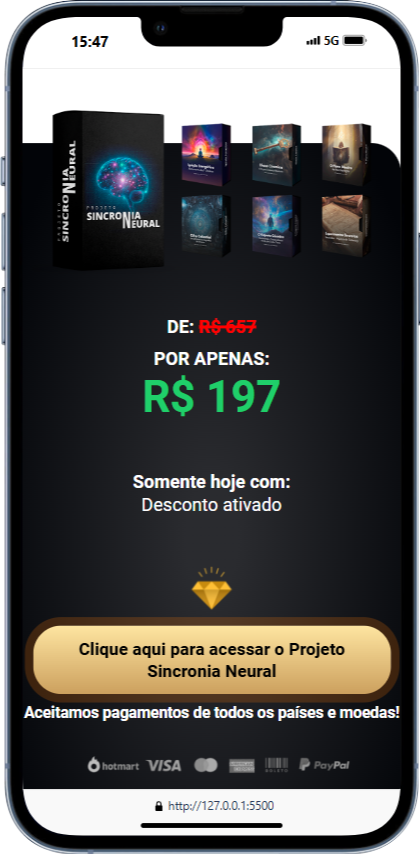 15:47
5G
PROJETO
SINCRONIA
NEURAL
PROJETO
SINCRONIA
NEURAL
DE: R$ 657
POR APENAS:
R$ 197
Somente hoje com:
Desconto ativado
Clique aqui para acessar o Projeto
Sincronia Neural
Aceitamos pagamentos de todos os países e moedas!
hotmart VISA BOLETO PayPal
http://127.0.0.1:5500